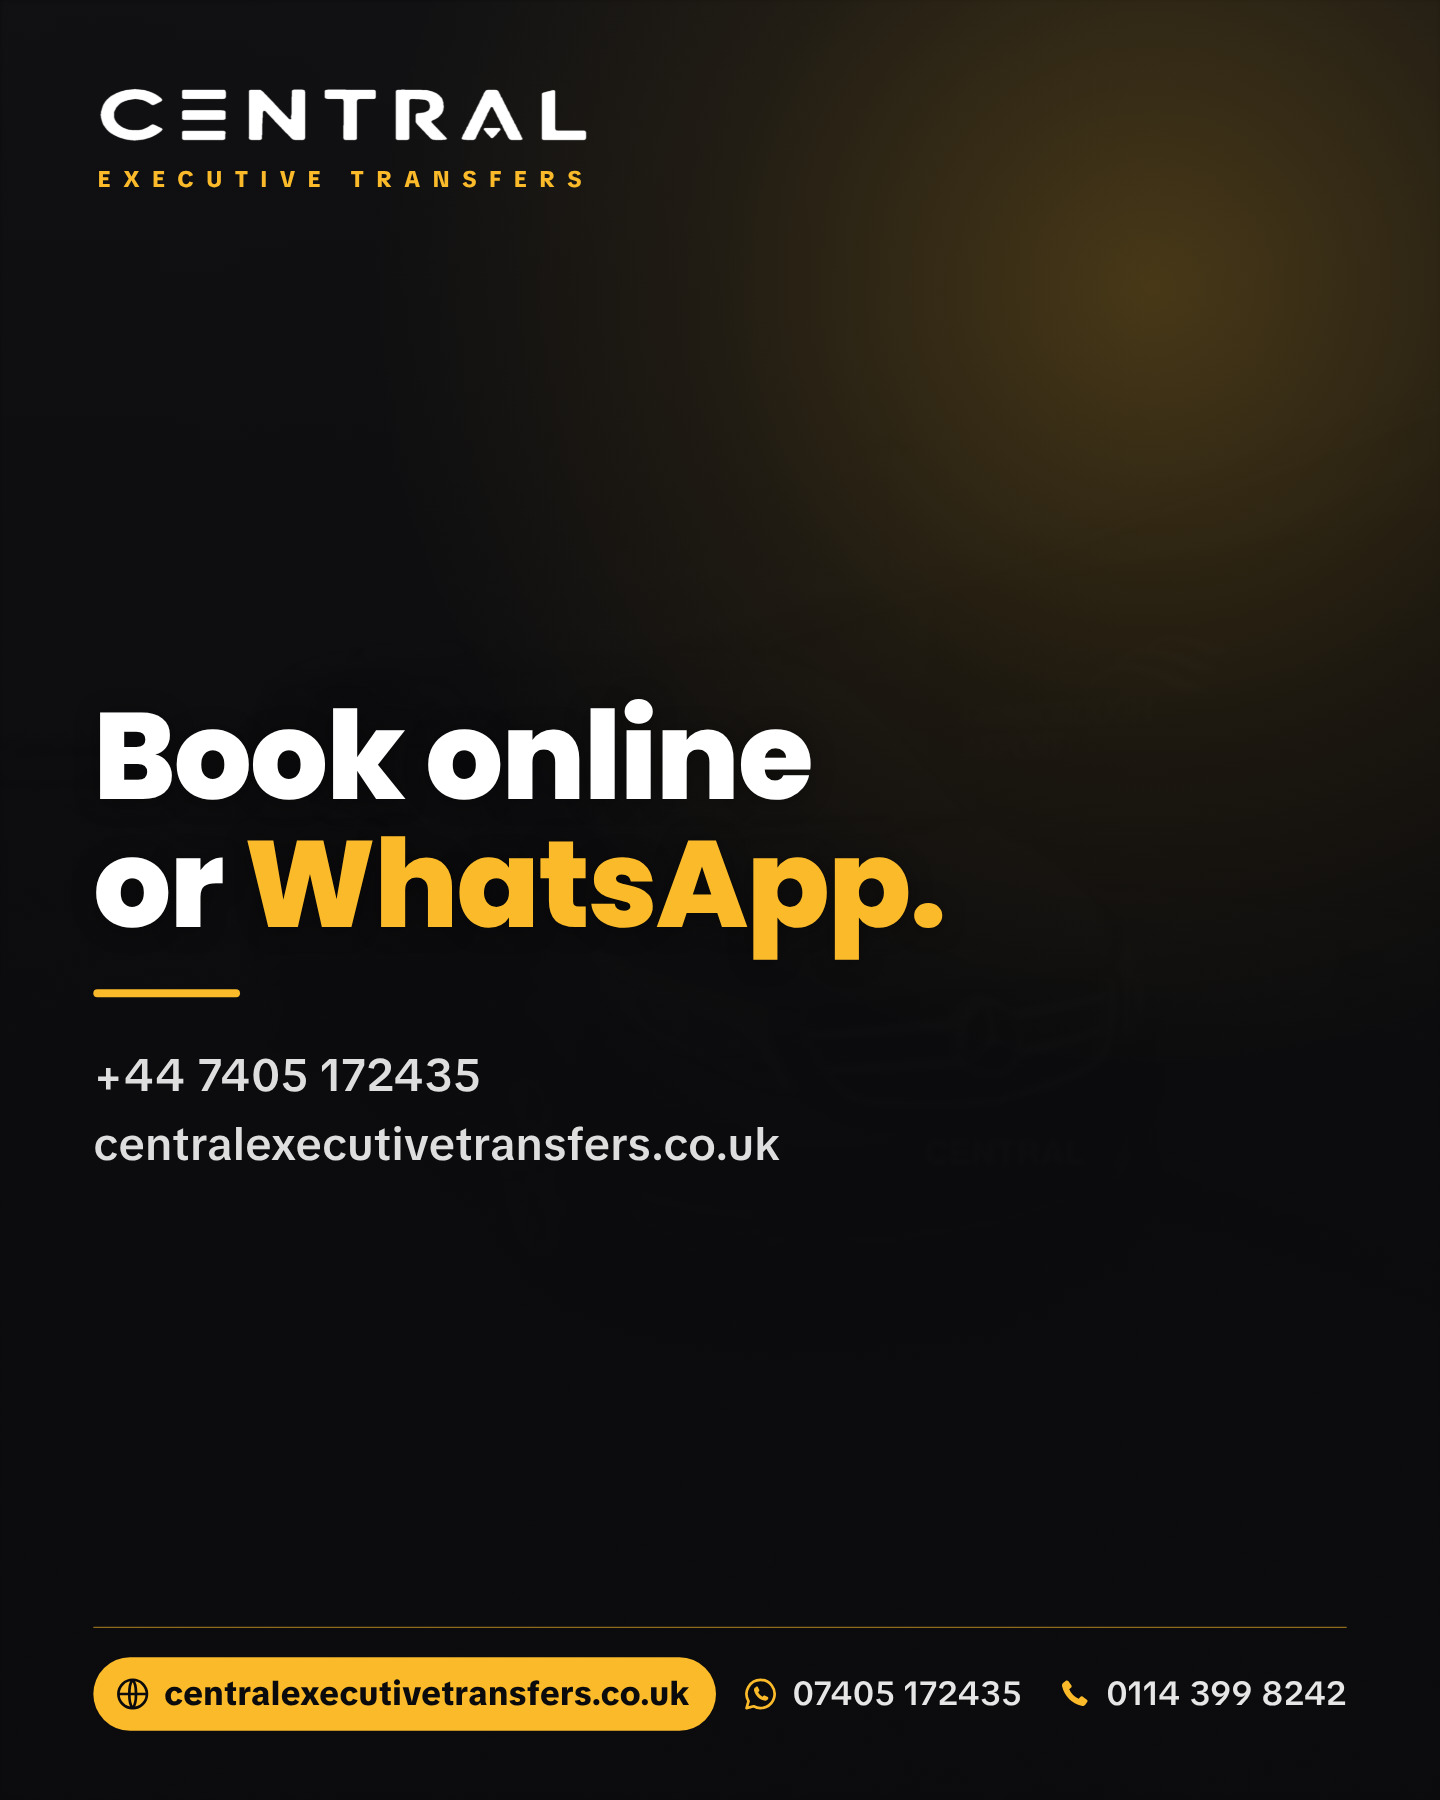 CENTRAL
EXECUTIVE TRANSFERS
Book online
or WhatsApp.
+44 7405 172435
centralexecutivetransfers.co.uk
CENTRAL
centralexecutivetransfers.co.uk 07405 172435 0114 399 8242